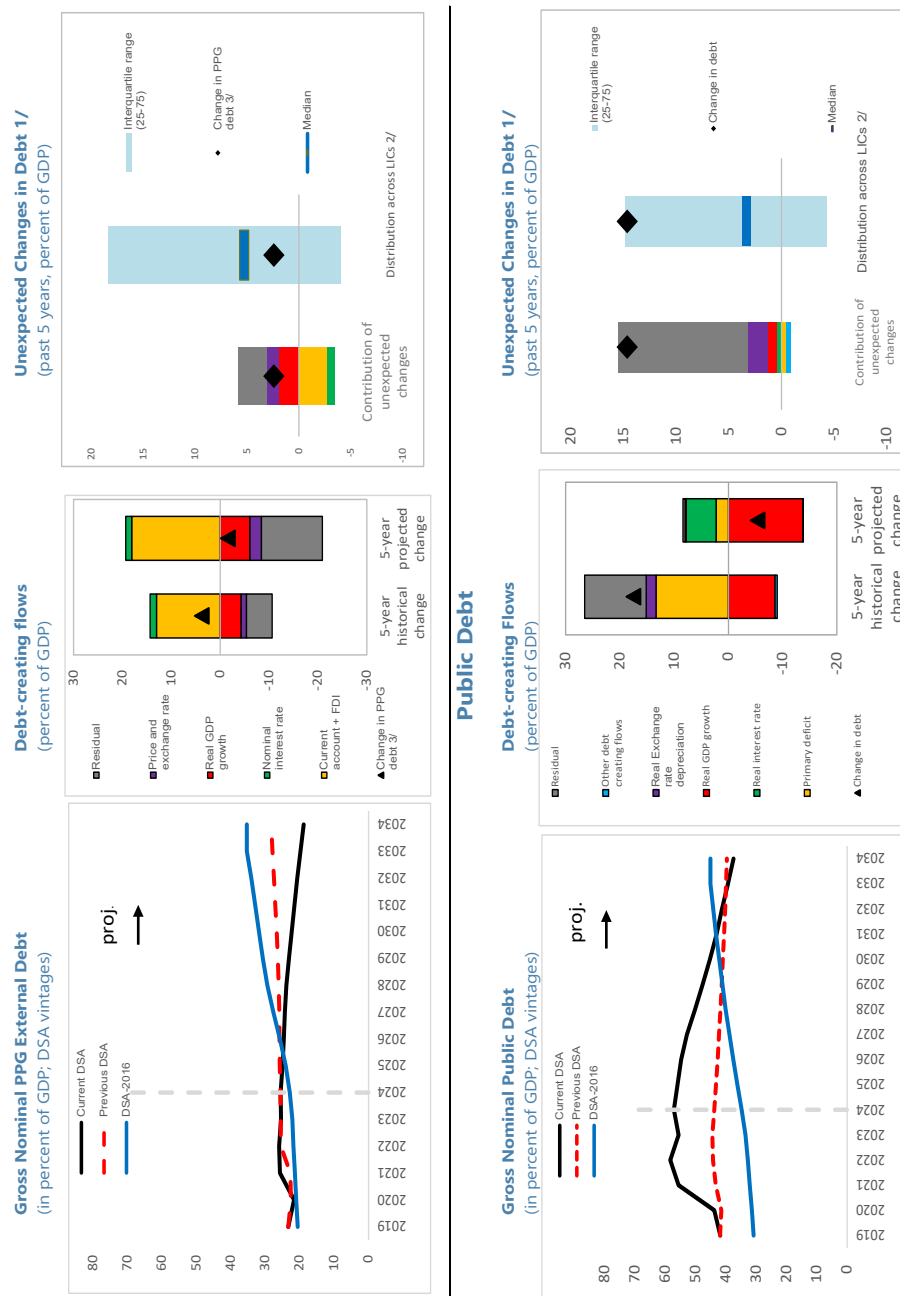 Gross Nominal PPG External Debt
(in percent of GDP; DSA vintages)
Current DSA
Previous DSA
DSA-2016
proj.
90
80
70
60
50
40
30
20
10
0
2019
2020
2021
2022
2023
2024
2025
2026
2027
2028
2029
2030
2031
2032
2033
2034
Debt-creating flows
(percent of GDP)
Residual
Price and
exchange rate
Real GDP
growth
Nominal
interest rate
Current
account + FDI
Change in PPG
debt 3/
30
20
10
0
-10
-20
-30
5-year
historical
change
5-year
projected
change
Unexpected Changes in Debt 1/
(past 5 years, percent of GDP)
20
15
10
5
0
-5
-10
Contribution of
unexpected
changes
Distribution across LICs 2/
Interquartile range
(25-75)
Change in PPG
debt 3/
Median
Public Debt
Gross Nominal Public Debt
(in percent of GDP; DSA vintages)
Current DSA
Previous DSA
DSA-2016
proj.
90
80
70
60
50
40
30
20
10
0
2019
2020
2021
2022
2023
2024
2025
2026
2027
2028
2029
2030
2031
2032
2033
2034
Debt-creating Flows
(percent of GDP)
Residual
Other debt
creating flows
Real Exchange
rate
depreciation
Real GDP growth
Real interest rate
Primary deficit
Change in debt
30
20
10
0
-10
-20
5-year
historical
change
5-year
projected
change
Unexpected Changes in Debt 1/
(past 5 years, percent of GDP)
20
15
10
5
0
-5
-10
Contribution of
unexpected
changes
Distribution across LICs 2/
Interquartile range
(25-75)
Change in debt
Median